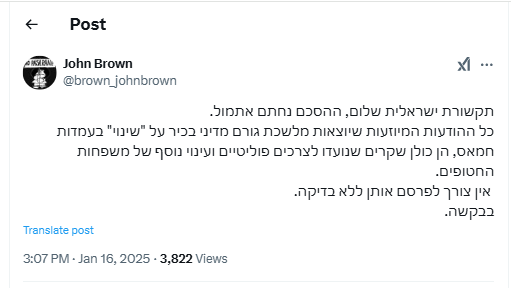 Post
John Brown
@brown_johnbrown
תקשורת ישראלית שלום, ההסכם נחתם אתמול.
כל ההודעות המיוזעות שיוצאות מלשכת גורם מדיני בכיר על "שינוי" בעמדות
חמאס, הן כולן שקרים שנועדו לצרכים פוליטיים ועינוי נוסף של משפחות
החטופים.
אין צורך לפרסם אותן ללא בדיקה.
בבקשה.
Translate post
3:07 PM · Jan 16, 2025 · 3,822 Views